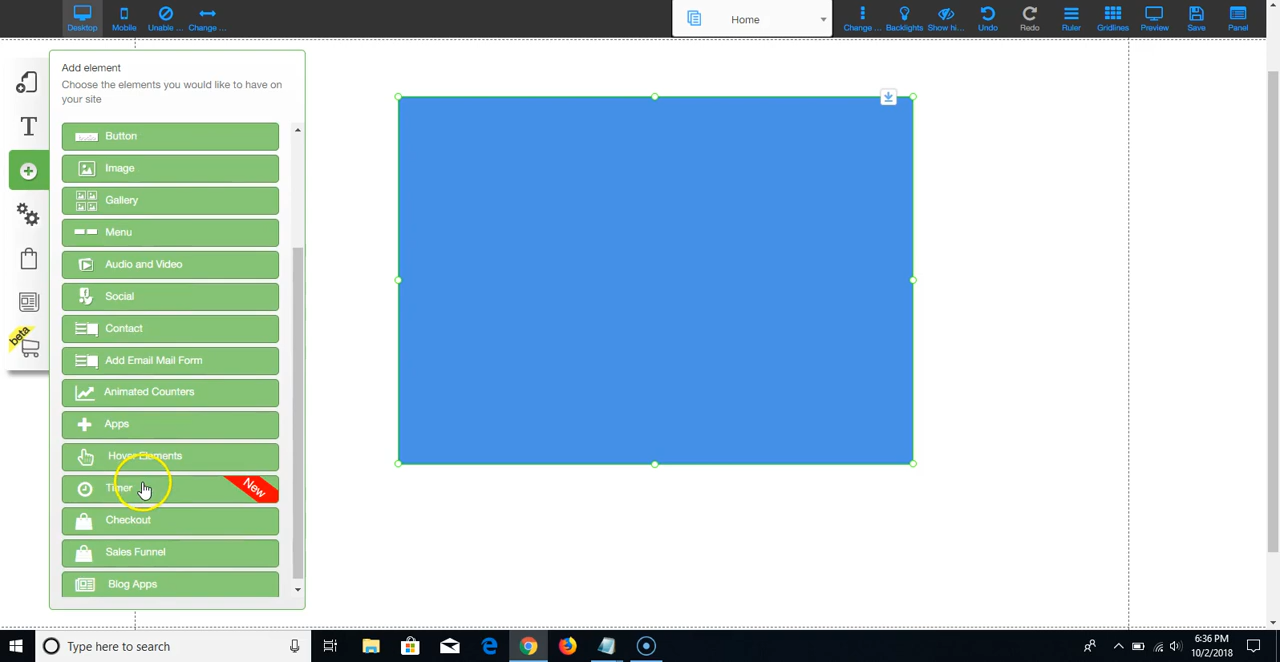 Desktop
Mobile
Unable ...
Change ...
Home
Change ...
Backlights
Show hi...
Undo
Redo
Ruler
Gridlines
Preview
Save
Panel
Add element
Choose the elements you would like to have on
your site
Button
Image
Gallery
Menu
Audio and Video
Social
Contact
Add Email Mail Form
Animated Counters
Apps
Hover Elements
Timer
New
Checkout
Sales Funnel
Blog Apps
beta
Type here to search
6:36 PM
10/2/2018